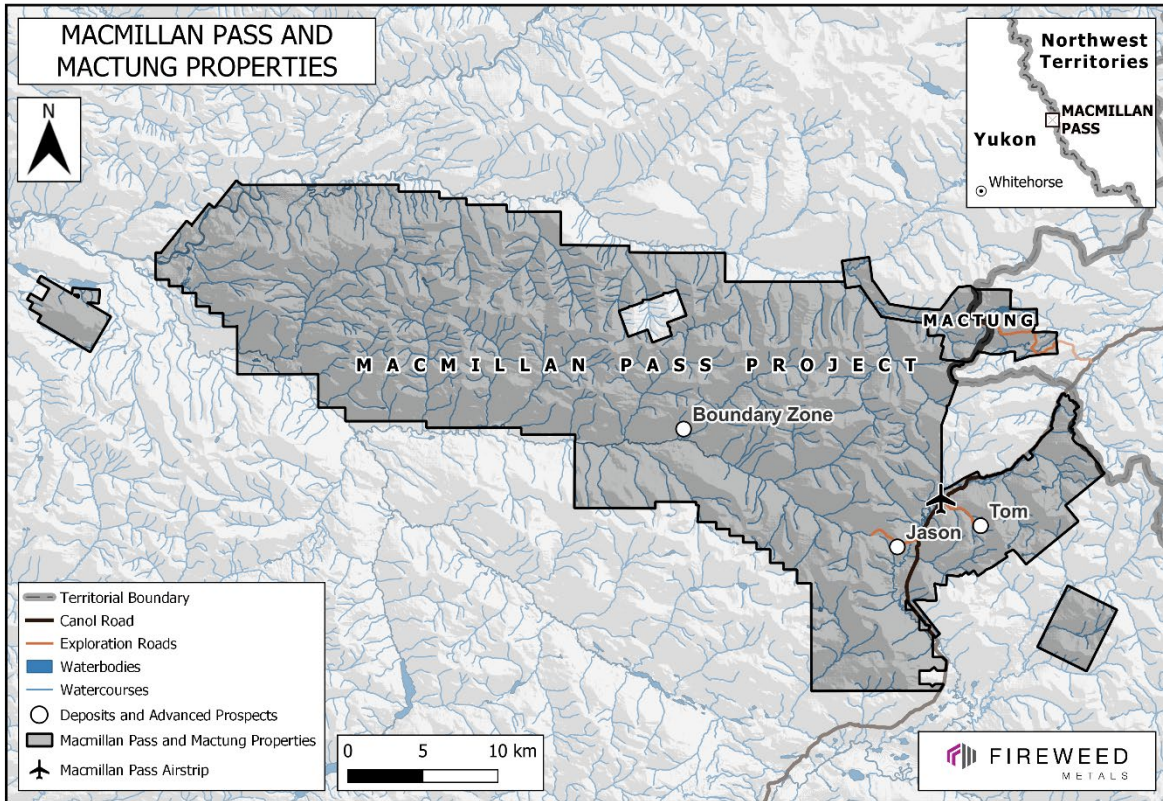 MACMILLAN PASS AND
MACTUNG PROPERTIES
N
Northwest
Territories
MACMILLAN
PASS
Yukon
Whitehorse
MACTUNG
MACMILLAN PASS PROJECT
Boundary Zone
Tom
Jason
Territorial Boundary
Canol Road
Exploration Roads
Waterbodies
Watercourses
Deposits and Advanced Prospects
Macmillan Pass and Mactung Properties
Macmillan Pass Airstrip
0 5 10 km
FIREWEED
METALS